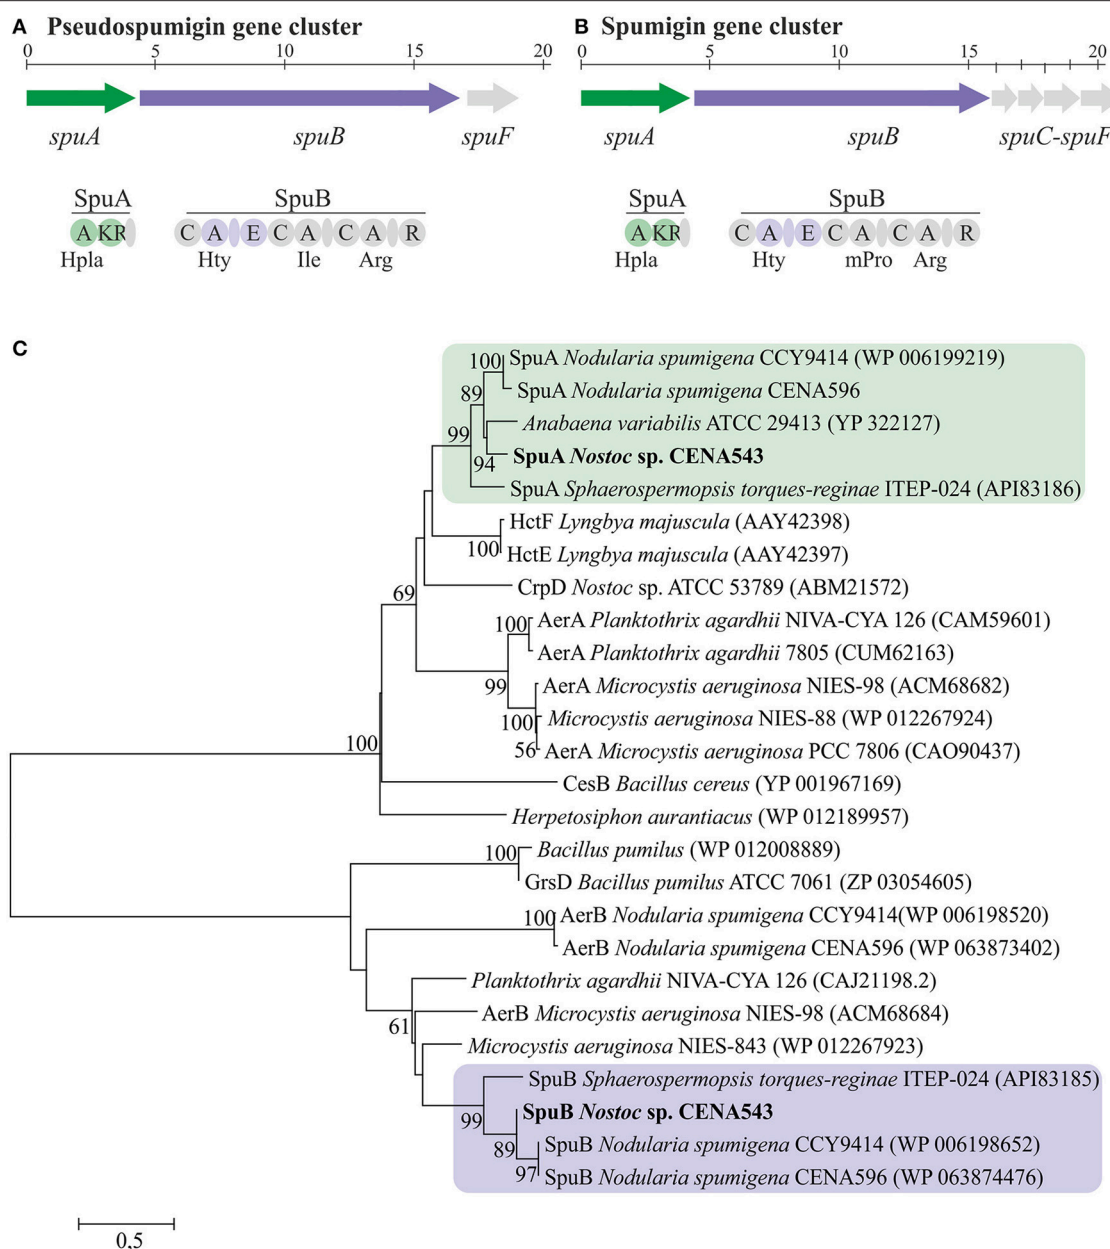 A Pseudospumigin gene cluster
0 5 10 15 20
spuA spuB spuF
SpuA SpuB
A KR C A E C A C A R
Hpla Hty Ile Arg
B Spumigin gene cluster
0 5 10 15 20
spuA spuB spuC-spuF
SpuA SpuB
A KR C A E C A C A R
Hpla Hty mPro Arg
C
100 SpuA Nodularia spumigena CCY9414 (WP 006199219)
SpuA Nodularia spumigena CENA596
89
Anabaena variabilis ATCC 29413 (YP 322127)
99
SpuA Nostoc sp. CENA543
94
SpuA Sphaerospermopsis torques-reginae ITEP-024 (API83186)
HctF Lyngbya majuscula (AAY42398)
100 HctE Lyngbya majuscula (AAY42397)
CrpD Nostoc sp. ATCC 53789 (ABM21572)
69
100 AerA Planktothrix agardhii NIVA-CYA 126 (CAM59601)
AerA Planktothrix agardhii 7805 (CUM62163)
99 AerA Microcystis aeruginosa NIES-98 (ACM68682)
100 Microcystis aeruginosa NIES-88 (WP 012267924)
56 AerA Microcystis aeruginosa PCC 7806 (CAO90437)
100
CesB Bacillus cereus (YP 001967169)
Herpetosiphon aurantiacus (WP 012189957)
100 Bacillus pumilus (WP 012008889)
GrsD Bacillus pumilus ATCC 7061 (ZP 03054605)
100 AerB Nodularia spumigena CCY9414(WP 006198520)
AerB Nodularia spumigena CENA596 (WP 063873402)
Planktothrix agardhii NIVA-CYA 126 (CAJ21198.2)
AerB Microcystis aeruginosa NIES-98 (ACM68684)
61
Microcystis aeruginosa NIES-843 (WP 012267923)
SpuB Sphaerospermopsis torques-reginae ITEP-024 (API83185)
99 SpuB Nostoc sp. CENA543
89 SpuB Nodularia spumigena CCY9414 (WP 006198652)
97 SpuB Nodularia spumigena CENA596 (WP 063874476)
0,5